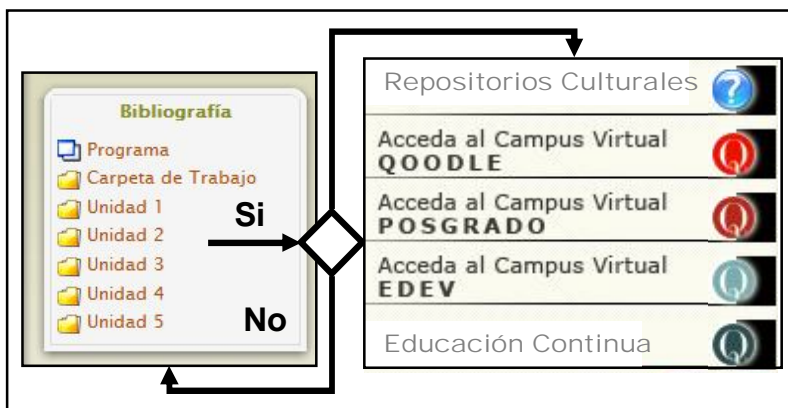 Bibliografía
Programa
Carpeta de Trabajo
Unidad 1
Unidad 2
Unidad 3
Unidad 4
Unidad 5
Si
No
Repositorios Culturales
?
Acceda al Campus Virtual
QOODLE
Q
Acceda al Campus Virtual
POSGRADO
Q
Acceda al Campus Virtual
EDEV
Q
Educación Continua
Q